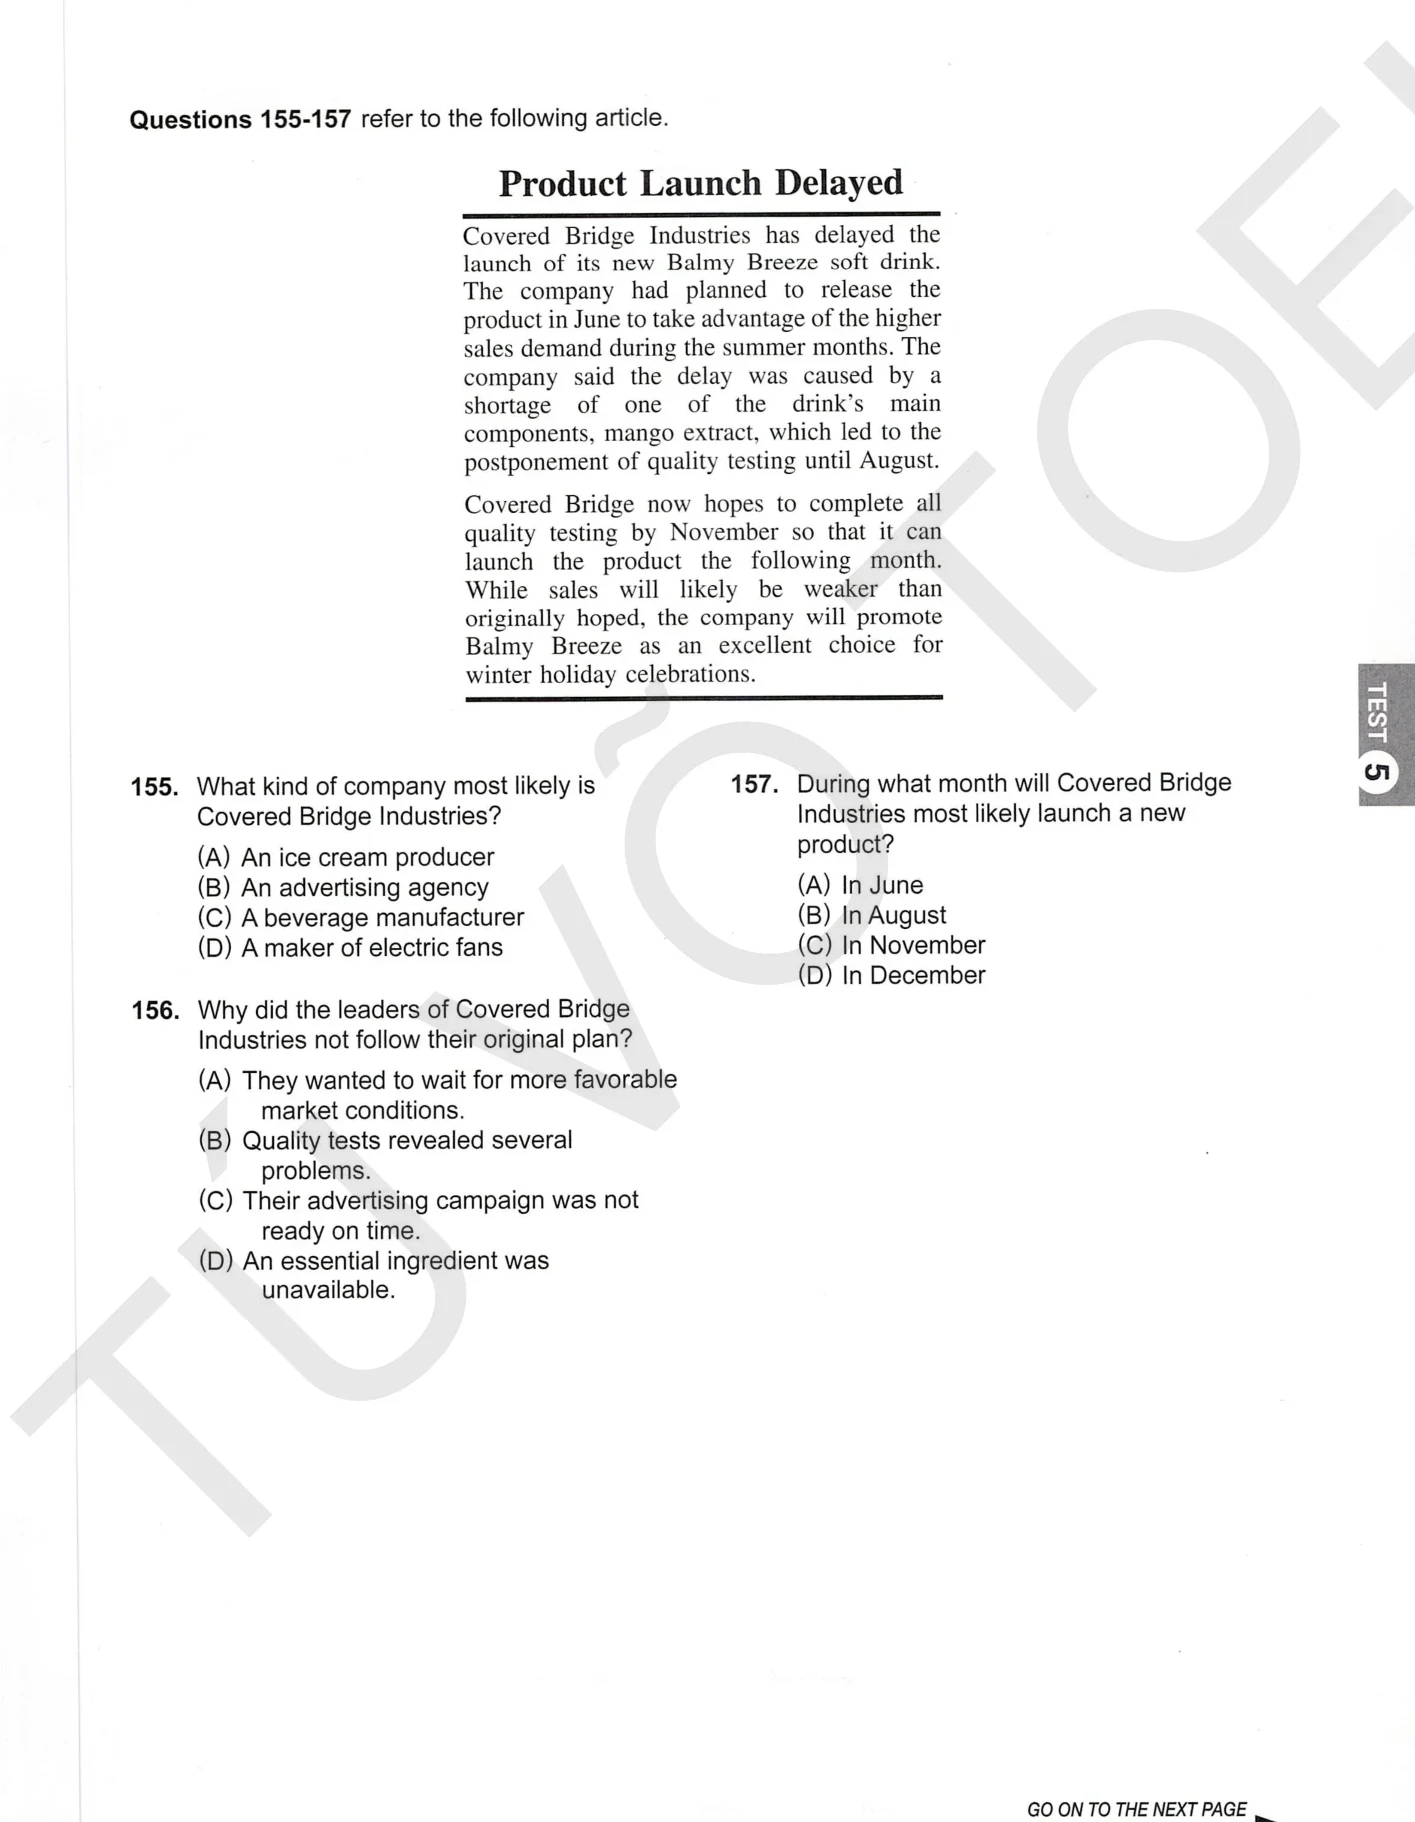 Questions 155-157 refer to the following article.
Product Launch Delayed
Covered Bridge Industries has delayed the
launch of its new Balmy Breeze soft drink.
The company had planned to release the
product in June to take advantage of the higher
sales demand during the summer months. The
company said the delay was caused by a
shortage of one of the drink's main
components, mango extract, which led to the
postponement of quality testing until August.
Covered Bridge now hopes to complete all
quality testing by November so that it can
launch the product the following month.
While sales will likely be weaker than
originally hoped, the company will promote
Balmy Breeze as an excellent choice for
winter holiday celebrations.
155. What kind of company most likely is
Covered Bridge Industries?
(A) An ice cream producer
(B) An advertising agency
(C) A beverage manufacturer
(D) A maker of electric fans
156. Why did the leaders of Covered Bridge
Industries not follow their original plan?
(A) They wanted to wait for more favorable
market conditions.
(B) Quality tests revealed several
problems.
(C) Their advertising campaign was not
ready on time.
(D) An essential ingredient was
unavailable.
157. During what month will Covered Bridge
Industries most likely launch a new
product?
(A) In June
(B) In August
(C) In November
(D) In December
TEST 5
TÚ VÕ TOEI
GO ON TO THE NEXT PAGE